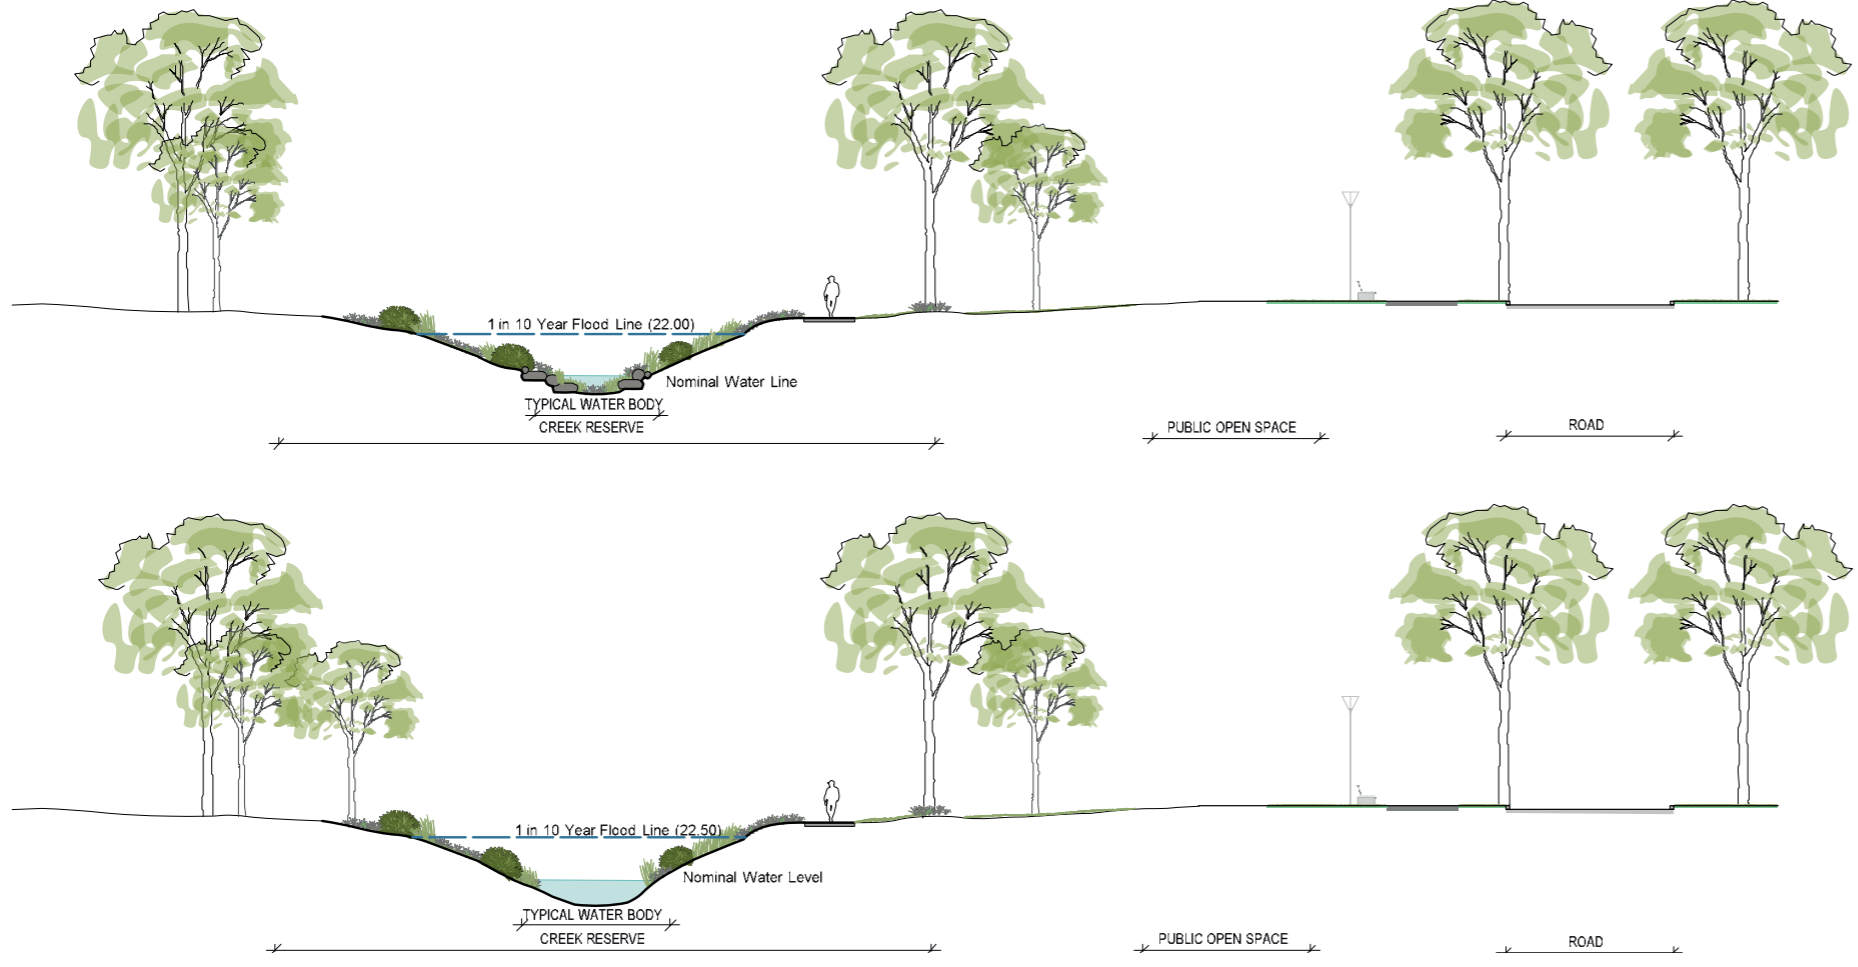 1 in 10 Year Flood Line (22.00)
Nominal Water Line
TYPICAL WATER BODY
CREEK RESERVE
PUBLIC OPEN SPACE
ROAD
1 in 10 Year Flood Line (22.50)
Nominal Water Level
TYPICAL WATER BODY
CREEK RESERVE
PUBLIC OPEN SPACE
ROAD